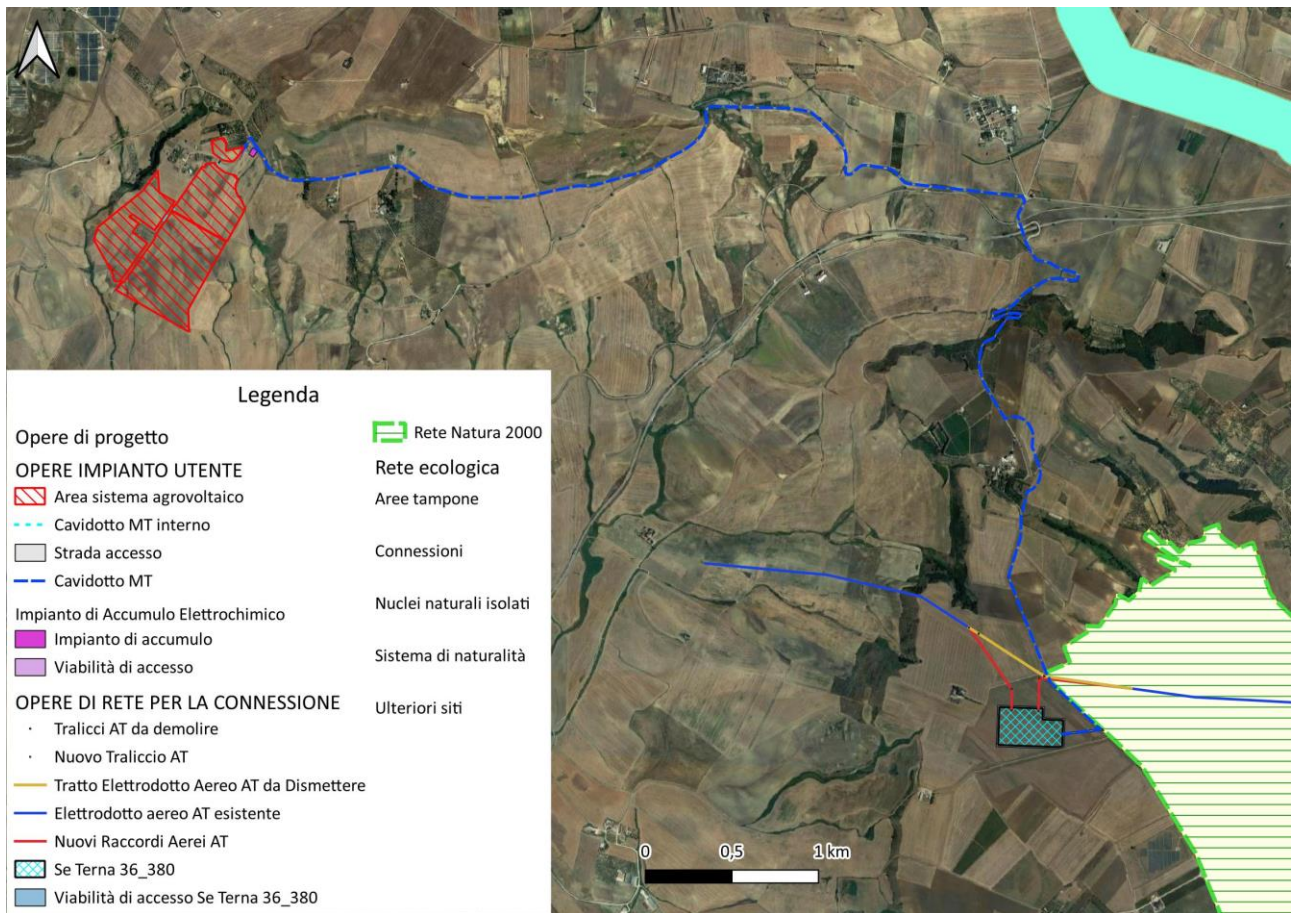 Legenda
Opere di progetto
OPERE IMPIANTO UTENTE
Area sistema agrovoltaico
Cavidotto MT interno
Strada accesso
Cavidotto MT
Impianto di Accumulo Elettrochimico
Impianto di accumulo
Viabilità di accesso
OPERE DI RETE PER LA CONNESSIONE
Tralicci AT da demolire
Nuovo Traliccio AT
Tratto Elettrodotto Aereo AT da Dismettere
Elettrodotto aereo AT esistente
Nuovi Raccordi Aerei AT
Se Terna 36_380
Viabilità di accesso Se Terna 36_380
Rete Natura 2000
Rete ecologica
Aree tampone
Connessioni
Nuclei naturali isolati
Sistema di naturalità
Ulteriori siti
0 0,5 1 km